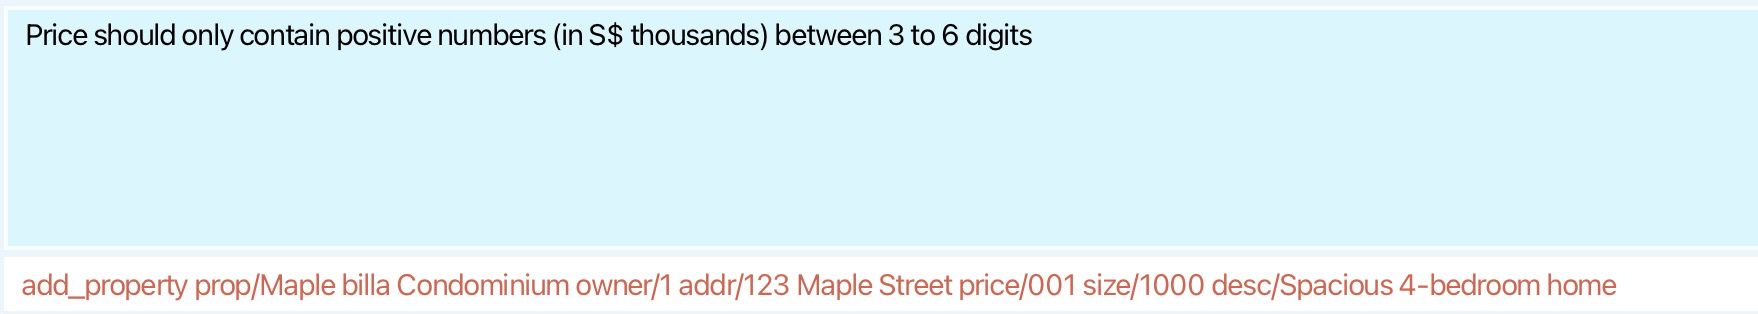 Price should only contain positive numbers (in S$ thousands) between 3 to 6 digits
add_property prop/Maple billa Condominium owner/1 addr/123 Maple Street price/001 size/1000 desc/Spacious 4-bedroom home